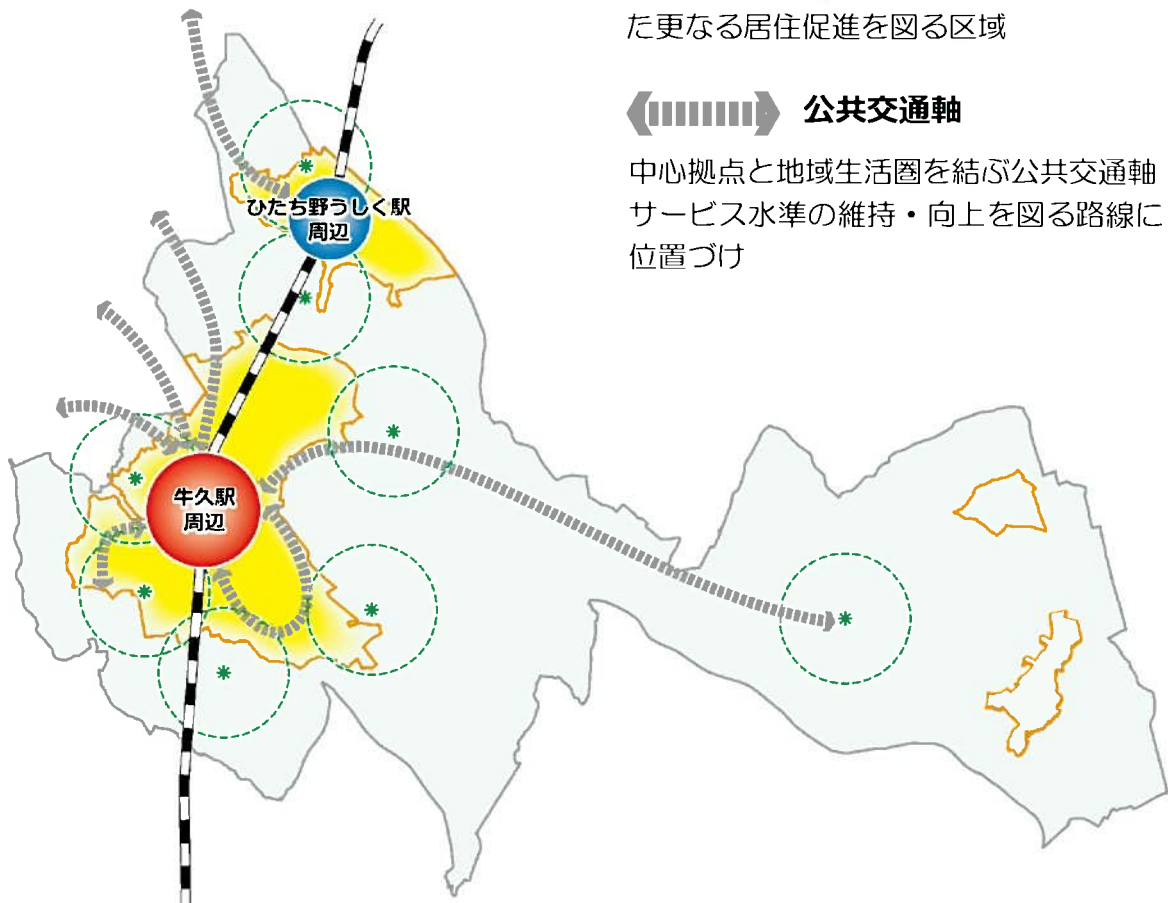 た更なる居住促進を図る区域
公共交通軸
中心拠点と地域生活圏を結ぶ公共交通軸
サービス水準の維持・向上を図る路線に
位置づけ
ひたち野うしく駅
周辺
牛久駅
周辺